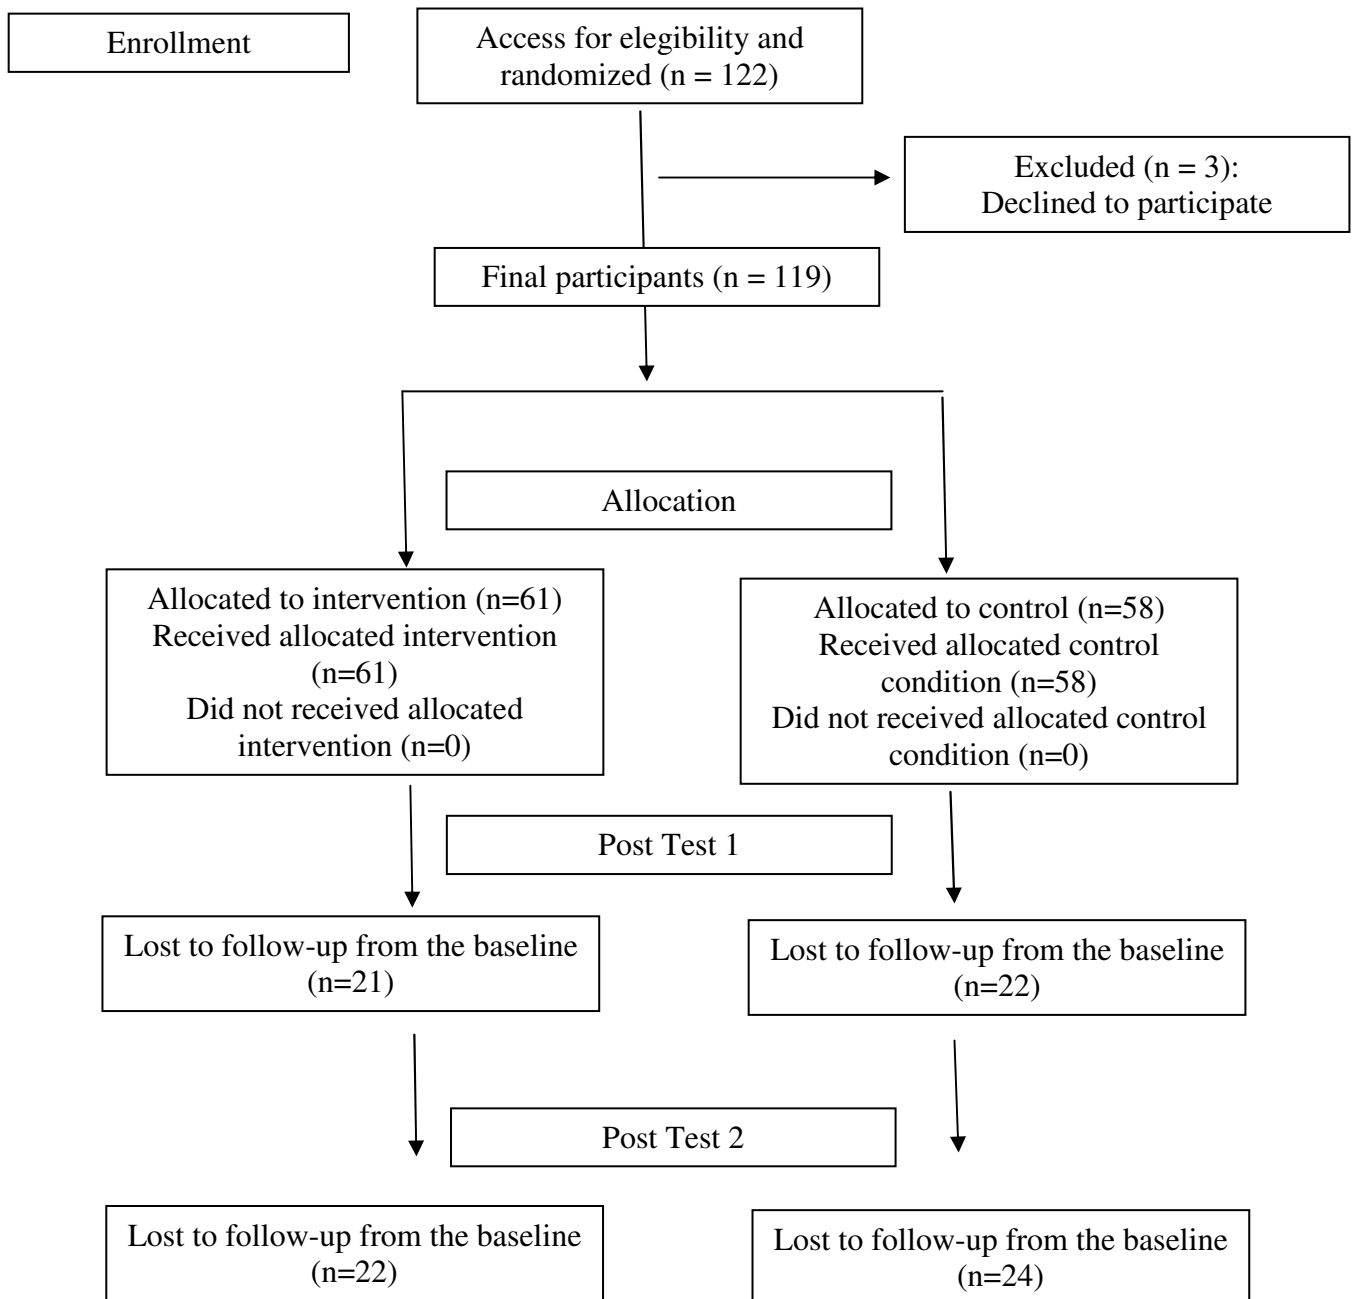 Enrollment
Access for elegibility and
randomized (n = 122)
Excluded (n = 3):
Declined to participate
Final participants (n = 119)
Allocation
Allocated to intervention (n=61)
Received allocated intervention
(n=61)
Did not received allocated
intervention (n=0)
Allocated to control (n=58)
Received allocated control
condition (n=58)
Did not received allocated control
condition (n=0)
Post Test 1
Lost to follow-up from the baseline
(n=21)
Lost to follow-up from the baseline
(n=22)
Post Test 2
Lost to follow-up from the baseline
(n=22)
Lost to follow-up from the baseline
(n=24)